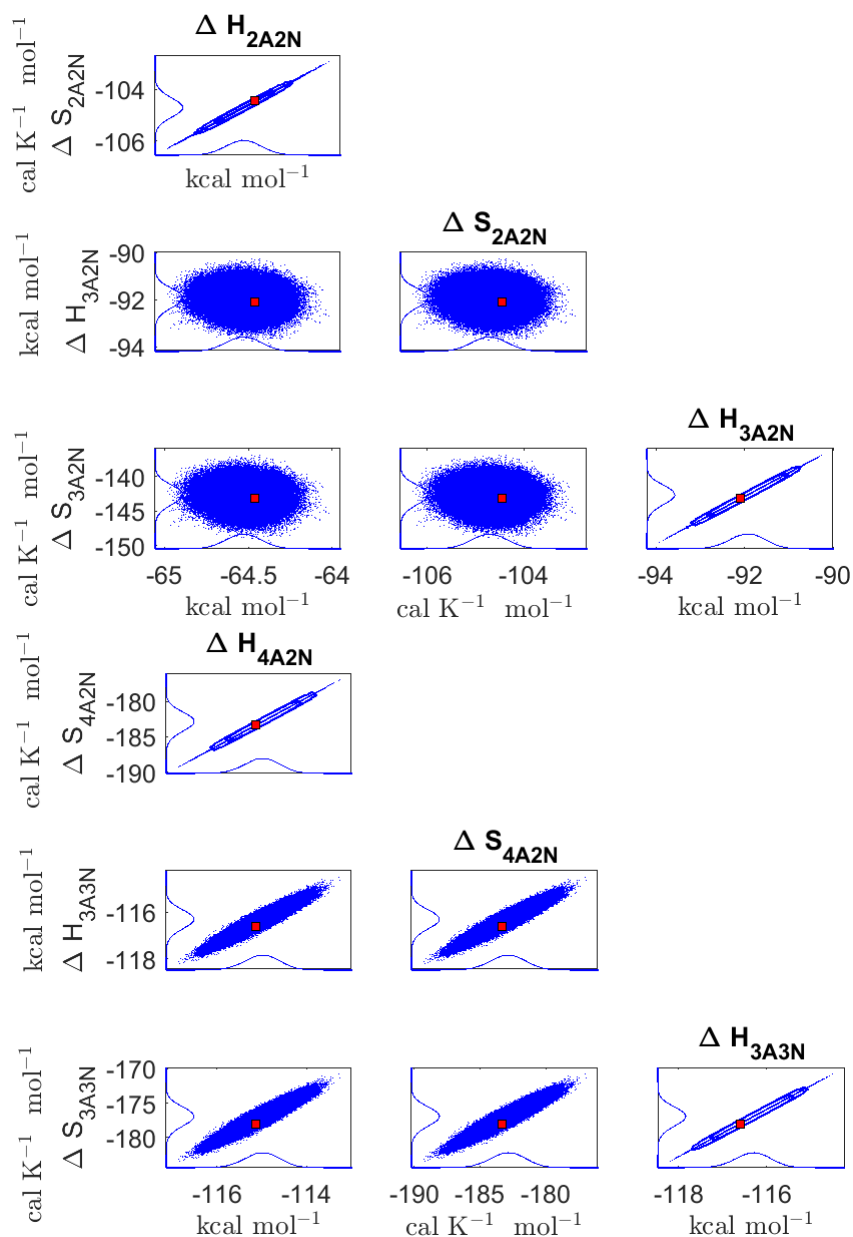 Δ H2A2N
cal K−1 mol−1
Δ S2A2N
-104
-106
kcal mol−1
Δ S2A2N
kcal mol−1
Δ H3A2N
-90
-92
-94
Δ H3A2N
cal K−1 mol−1
Δ S3A2N
-140
-145
-150
-65 -64.5 -64
kcal mol−1
-106 -104
cal K−1 mol−1
-94 -92 -90
kcal mol−1
Δ H4A2N
cal K−1 mol−1
Δ S4A2N
-180
-185
-190
Δ S4A2N
kcal mol−1
Δ H3A3N
-116
-118
Δ H3A3N
cal K−1 mol−1
Δ S3A3N
-170
-175
-180
-116 -114
kcal mol−1
-190 -185 -180
cal K−1 mol−1
-118 -116
kcal mol−1